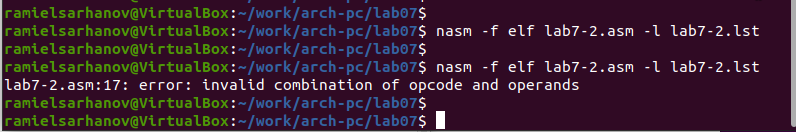 ramielsarhanov@VirtualBox:~/work/arch-pc/lab07$
ramielsarhanov@VirtualBox:~/work/arch-pc/lab07$ nasm -f elf lab7-2.asm -l lab7-2.lst
ramielsarhanov@VirtualBox:~/work/arch-pc/lab07$
ramielsarhanov@VirtualBox:~/work/arch-pc/lab07$ nasm -f elf lab7-2.asm -l lab7-2.lst
lab7-2.asm:17: error: invalid combination of opcode and operands
ramielsarhanov@VirtualBox:~/work/arch-pc/lab07$
ramielsarhanov@VirtualBox:~/work/arch-pc/lab07$